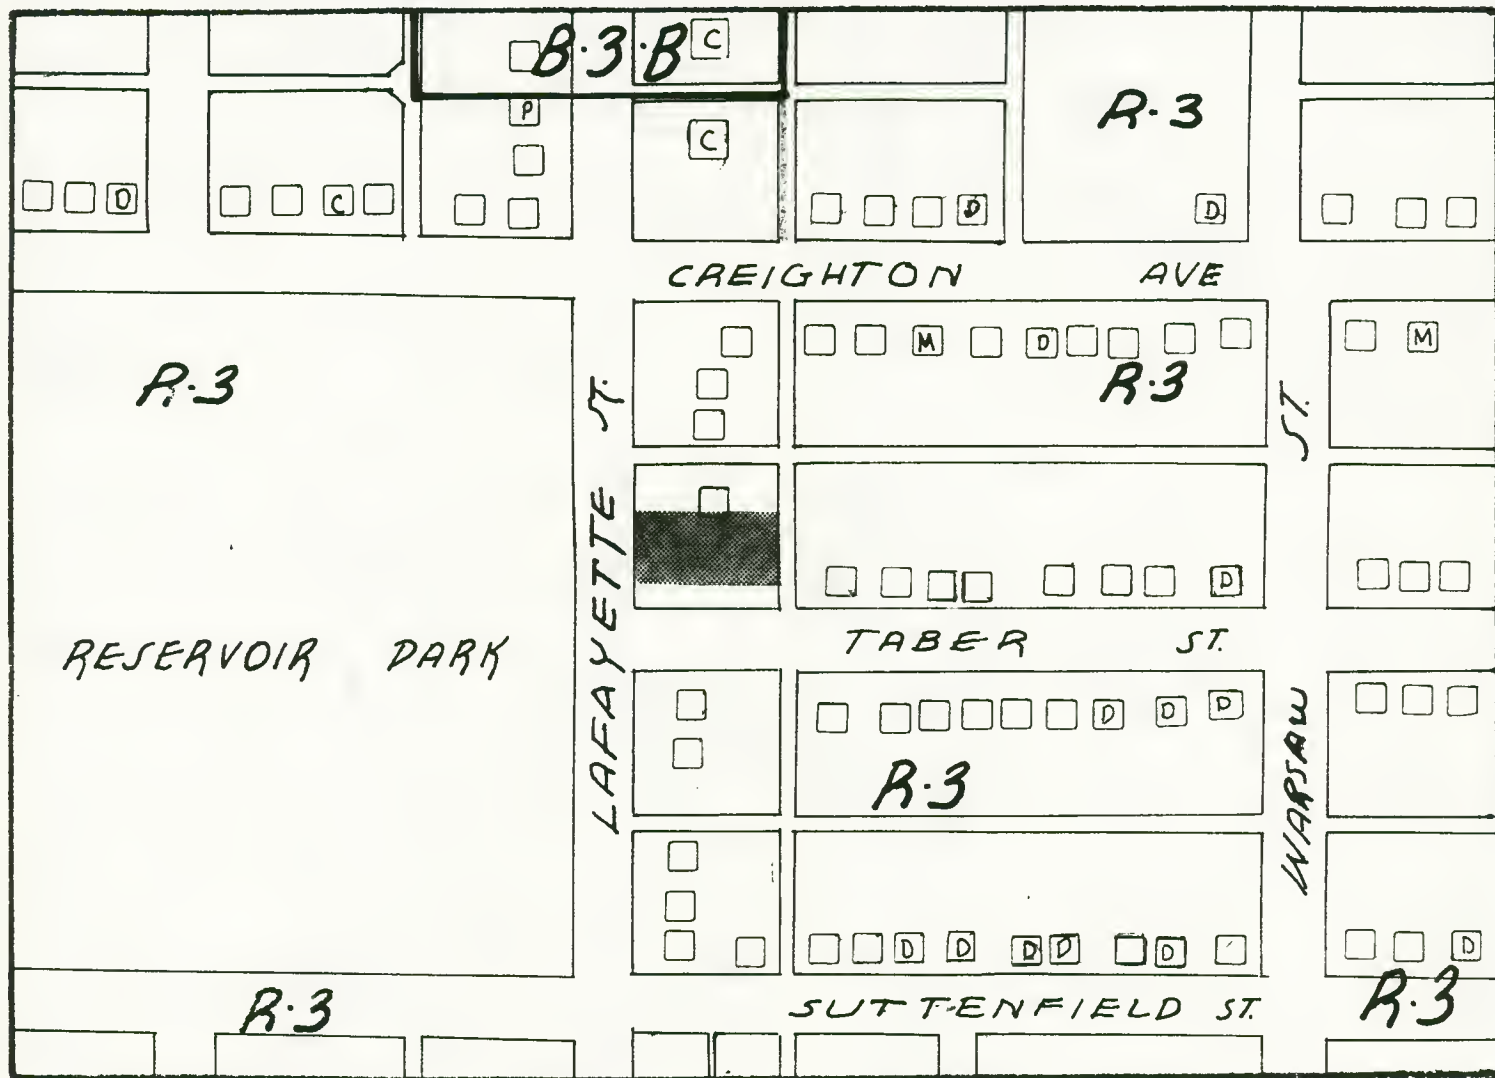 B·3·B
C
P
C
R·3
D
C
D
D
CREIGHTON AVE
M
D
M
R·3
R·3
LAFAYETTE ST.
WARSAW ST.
D
TABER ST.
RESERVOIR PARK
D
D
D
R·3
D
D
D
D
D
D
R·3
SUTTENFIELD ST.
R·3